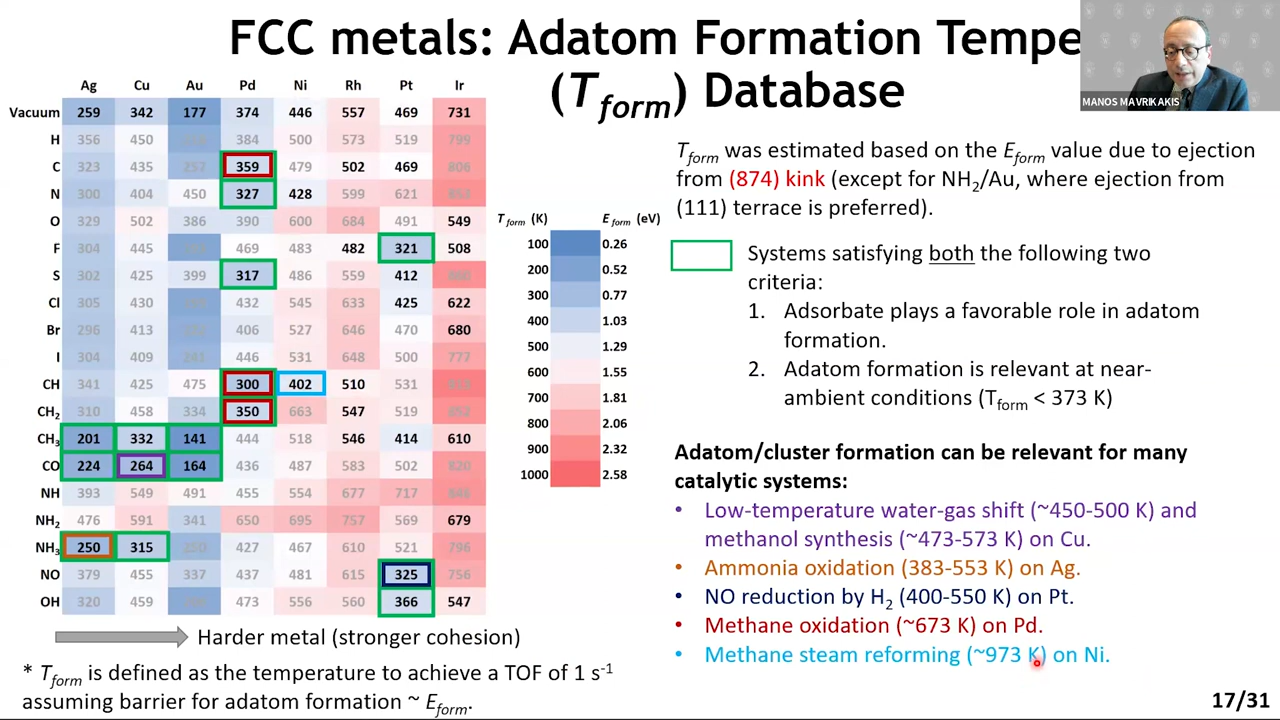 FCC metals: Adatom Formation Tempe
(Tform) Database
MANOS MAVRIKAKIS
Ag Cu Au Pd Ni Rh Pt Ir
Vacuum 259 342 177 374 446 557 469 731
H 356 450 384 500 573 519 799
C 323 435 252 359 479 502 469 806
N 300 404 450 327 428 599 621
O 329 502 386 390 600 684 491 549
F 304 445 469 483 482 321 508
S 302 425 399 317 486 559 412
Cl 305 430 432 545 633 425 622
Br 296 413 406 527 646 470 680
I 304 409 241 446 531 648 500 777
CH 341 425 475 300 402 510 531
CH2 310 458 334 350 663 547 519
CH3 201 332 141 444 518 546 414 610
CO 224 264 164 436 487 583 502 820
NH 393 549 491 455 554 677 717
NH2 476 591 341 650 695 757 569 679
NH3 250 315 427 467 610 521 796
NO 379 455 337 437 481 615 325 756
OH 320 459 473 556 560 366 547
Harder metal (stronger cohesion)
* Tform is defined as the temperature to achieve a TOF of 1 s-1
assuming barrier for adatom formation ~ Eform.
Tform (K) Eform (eV)
100 0.26
200 0.52
300 0.77
400 1.03
500 1.29
600 1.55
700 1.81
800 2.06
900 2.32
1000 2.58
Tform was estimated based on the Eform value due to ejection
from (874) kink (except for NH2/Au, where ejection from
(111) terrace is preferred).
Systems satisfying both the following two
criteria:
1. Adsorbate plays a favorable role in adatom
formation.
2. Adatom formation is relevant at near-
ambient conditions (Tform < 373 K)
Adatom/cluster formation can be relevant for many
catalytic systems:
• Low-temperature water-gas shift (~450-500 K) and
methanol synthesis (~473-573 K) on Cu.
• Ammonia oxidation (383-553 K) on Ag.
• NO reduction by H2 (400-550 K) on Pt.
• Methane oxidation (~673 K) on Pd.
• Methane steam reforming (~973 K) on Ni.
17/31